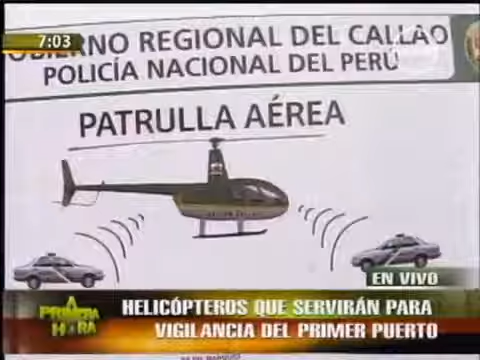 7:03
GOBIERNO REGIONAL DEL CALLAO
POLICÍA NACIONAL DEL PERÚ
PATRULLA AÉREA
EN VIVO
A PRIMERA HORA
HELICÓPTEROS QUE SERVIRÁN PARA
VIGILANCIA DEL PRIMER PUERTO